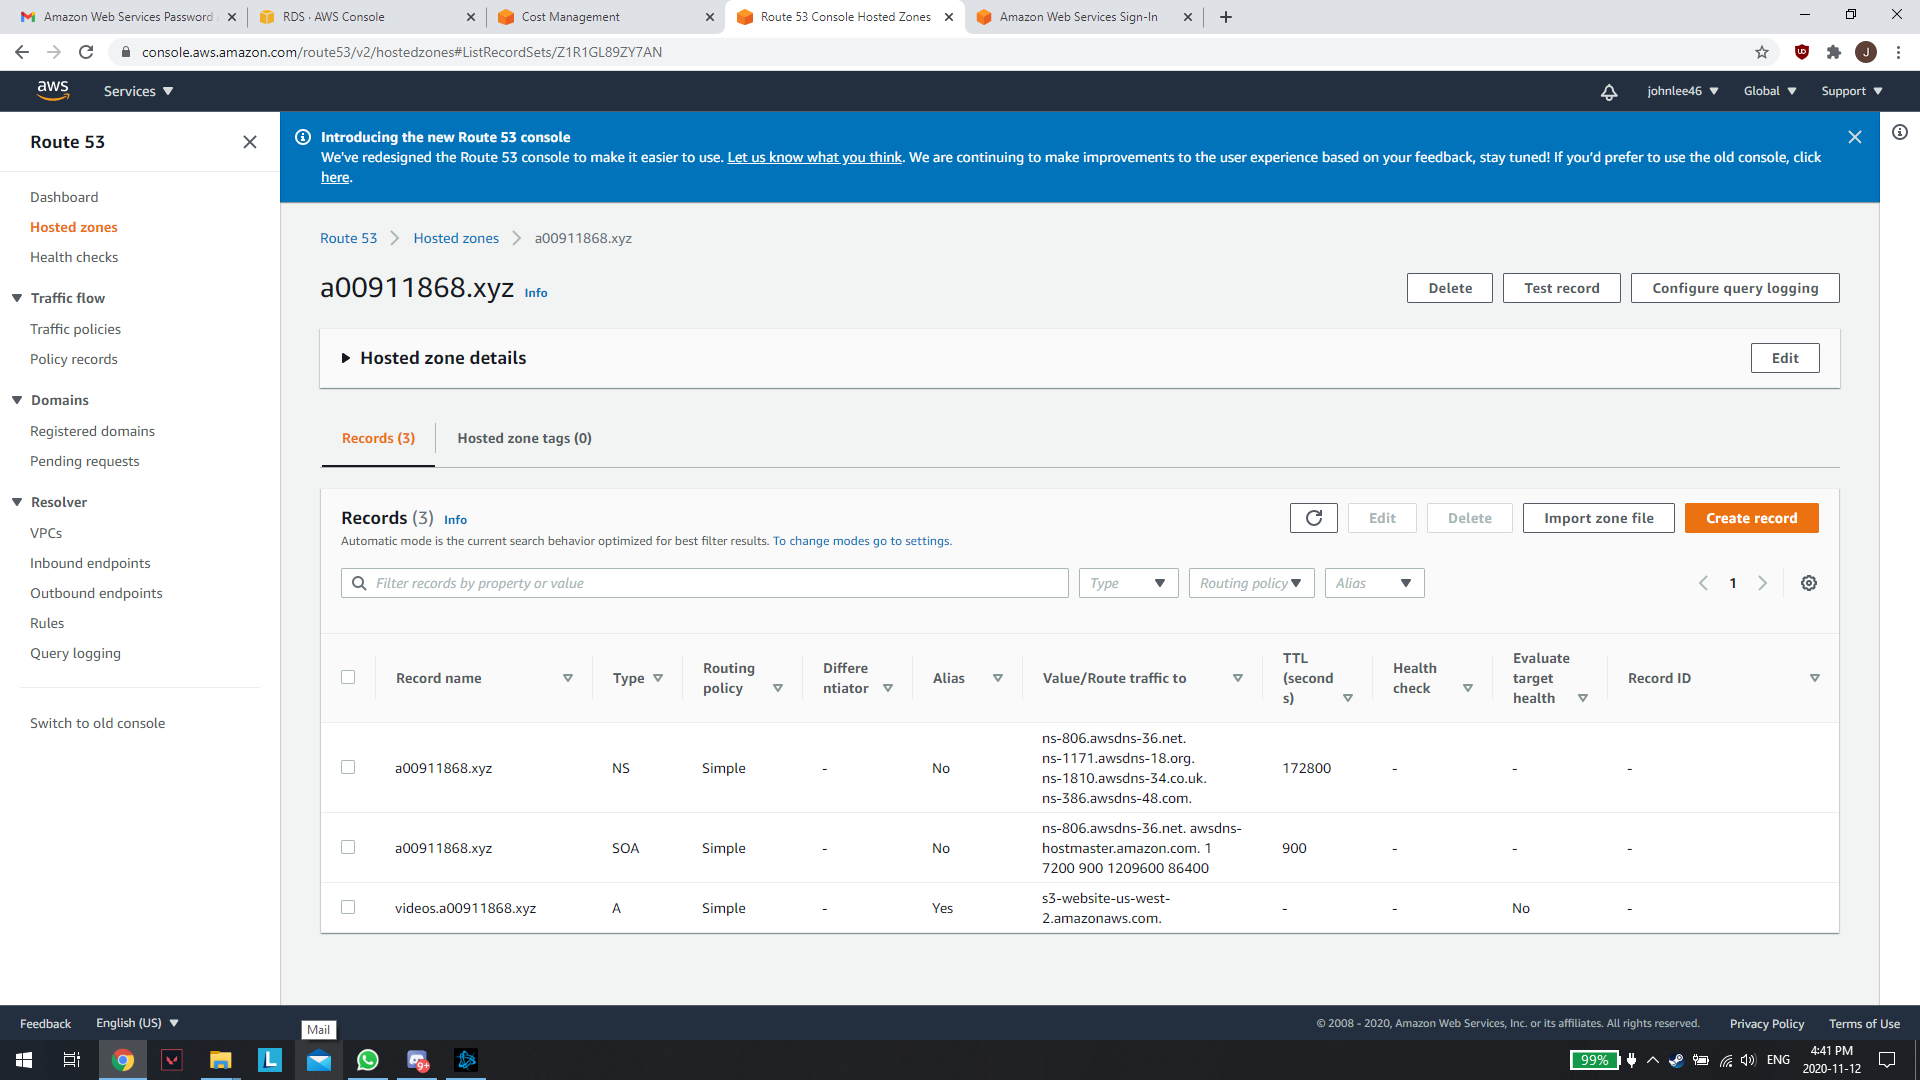 Amazon Web Services Password
RDS · AWS Console
Cost Management
Route 53 Console Hosted Zones
Amazon Web Services Sign-In
console.aws.amazon.com/route53/v2/hostedzones#ListRecordSets/Z1R1GL89ZY7AN
J
aws
Services
johnlee46
Global
Support
Route 53
Dashboard
Hosted zones
Health checks
Traffic flow
Traffic policies
Policy records
Domains
Registered domains
Pending requests
Resolver
VPCs
Inbound endpoints
Outbound endpoints
Rules
Query logging
Switch to old console
Introducing the new Route 53 console
We've redesigned the Route 53 console to make it easier to use. Let us know what you think. We are continuing to make improvements to the user experience based on your feedback, stay tuned! If you'd prefer to use the old console, click
here.
Route 53
Hosted zones
a00911868.xyz
a00911868.xyz Info
Delete
Test record
Configure query logging
Hosted zone details
Edit
Records (3)
Hosted zone tags (0)
Records (3) Info
Automatic mode is the current search behavior optimized for best filter results. To change modes go to settings.
Edit
Delete
Import zone file
Create record
Filter records by property or value
Type
Routing policy
Alias
1
Record name
Type
Routing
policy
Differe
ntiator
Alias
Value/Route traffic to
TTL
(second
s)
Health
check
Evaluate
target
health
Record ID
a00911868.xyz
NS
Simple
-
No
ns-806.awsdns-36.net.
ns-1171.awsdns-18.org.
ns-1810.awsdns-34.co.uk.
ns-386.awsdns-48.com.
172800
-
-
-
a00911868.xyz
SOA
Simple
-
No
ns-806.awsdns-36.net. awsdns-
hostmaster.amazon.com. 1
7200 900 1209600 86400
900
-
-
-
videos.a00911868.xyz
A
Simple
-
Yes
s3-website-us-west-
2.amazonaws.com.
-
-
No
-
Feedback
English (US)
Mail
© 2008 - 2020, Amazon Web Services, Inc. or its affiliates. All rights reserved.
Privacy Policy
Terms of Use
L
9+
99%
ENG
4:41 PM
2020-11-12